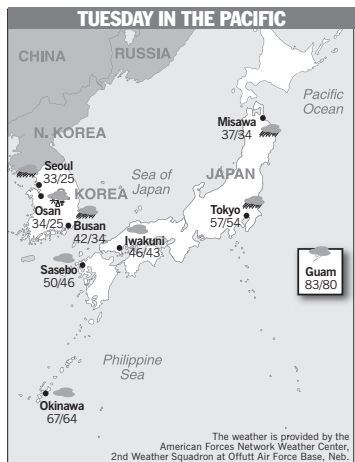 TUESDAY IN THE PACIFIC
CHINA
RUSSIA
Pacific
Ocean
Misawa
37/34
N. KOREA
Seoul
33/25
Sea of
Japan
JAPAN
KOREA
Osan
34/25
Busan
42/34
Tokyo
57/54
Iwakuni
46/43
Sasebo
50/46
Guam
83/80
Philippine
Sea
Okinawa
67/64
The weather is provided by the
American Forces Network Weather Center,
2nd Weather Squadron at Offutt Air Force Base, Neb.